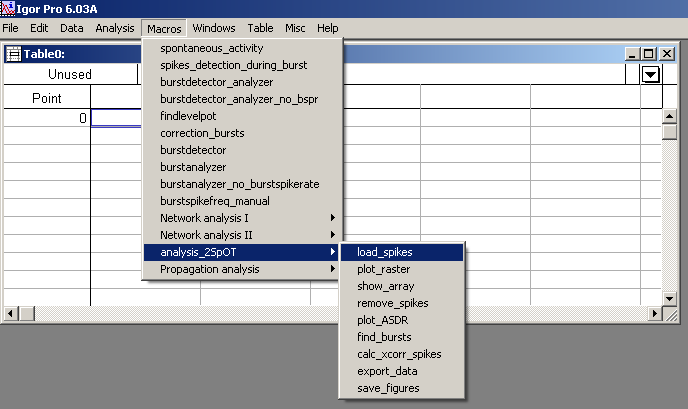 Igor Pro 6.03A
File Edit Data Analysis Macros Windows Table Misc Help
Table0:
Unused
Point
0
spontaneous_activity
spikes_detection_during_burst
burstdetector_analyzer
burstdetector_analyzer_no_bspr
findlevelpot
correction_bursts
burstdetector
burstanalyzer
burstanalyzer_no_burstspikerate
burstspikefreq_manual
Network analysis I
Network analysis II
analysis_2SpOT
Propagation analysis
load_spikes
plot_raster
show_array
remove_spikes
plot_ASDR
find_bursts
calc_xcorr_spikes
export_data
save_figures